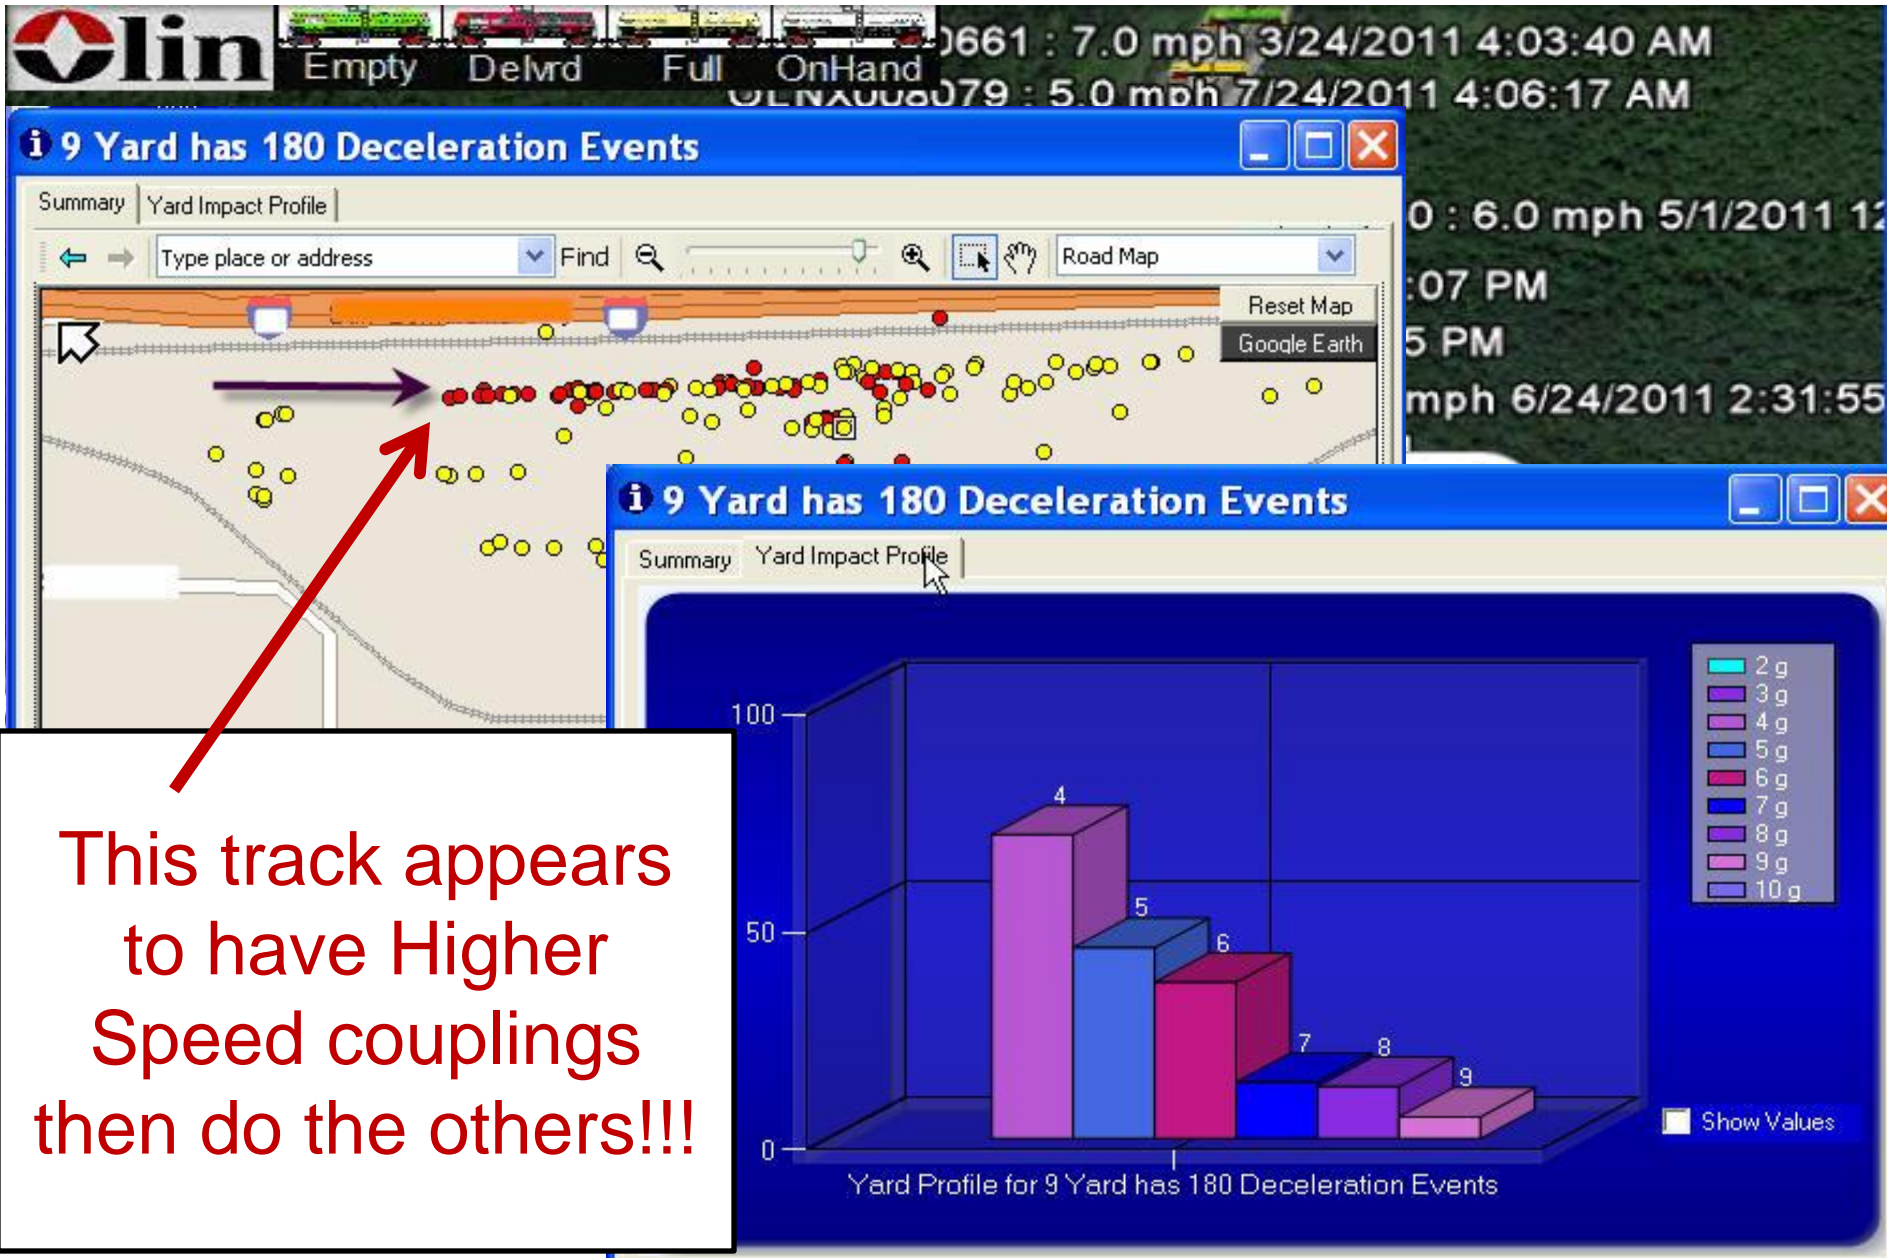 Olin
Empty Delvrd Full OnHand
0661 : 7.0 mph 3/24/2011 4:03:40 AM
OLNX008079 : 5.0 mph 7/24/2011 4:06:17 AM
0 : 6.0 mph 5/1/2011 12
:07 PM
5 PM
mph 6/24/2011 2:31:55
9 Yard has 180 Deceleration Events
Summary Yard Impact Profile
Type place or address Find Road Map
Reset Map
Google Earth
9 Yard has 180 Deceleration Events
Summary Yard Impact Profile
100
50
0
4
5
6
7
8
9
2 g
3 g
4 g
5 g
6 g
7 g
8 g
9 g
10 g
Show Values
Yard Profile for 9 Yard has 180 Deceleration Events
This track appears
to have Higher
Speed couplings
then do the others!!!